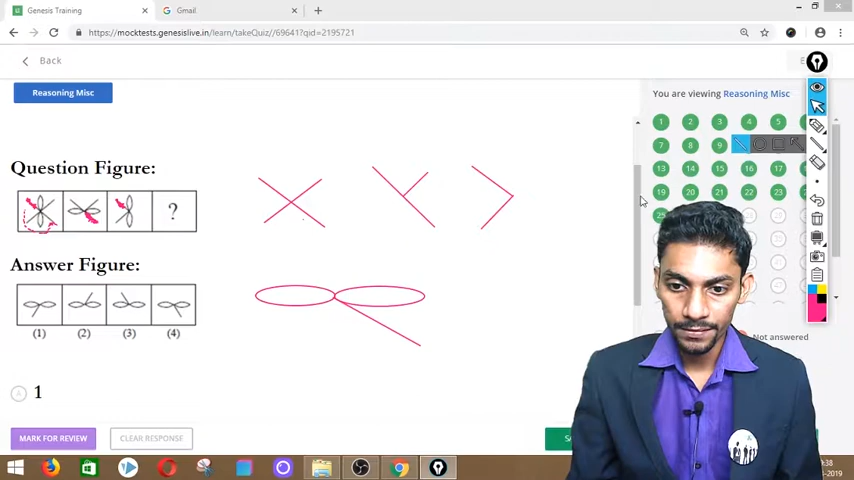 Genesis Training
Gmail
https://mocktests.genesislive.in/learn/takeQuiz//69641?qid=2195721
Back
Reasoning Misc
You are viewing Reasoning Misc
1 2 3 4 5
7 8 9
13 14 15 16 17
19 20 21 22 23
25
Question Figure:
?
Answer Figure:
(1) (2) (3) (4)
Not answered
A 1
MARK FOR REVIEW
CLEAR RESPONSE